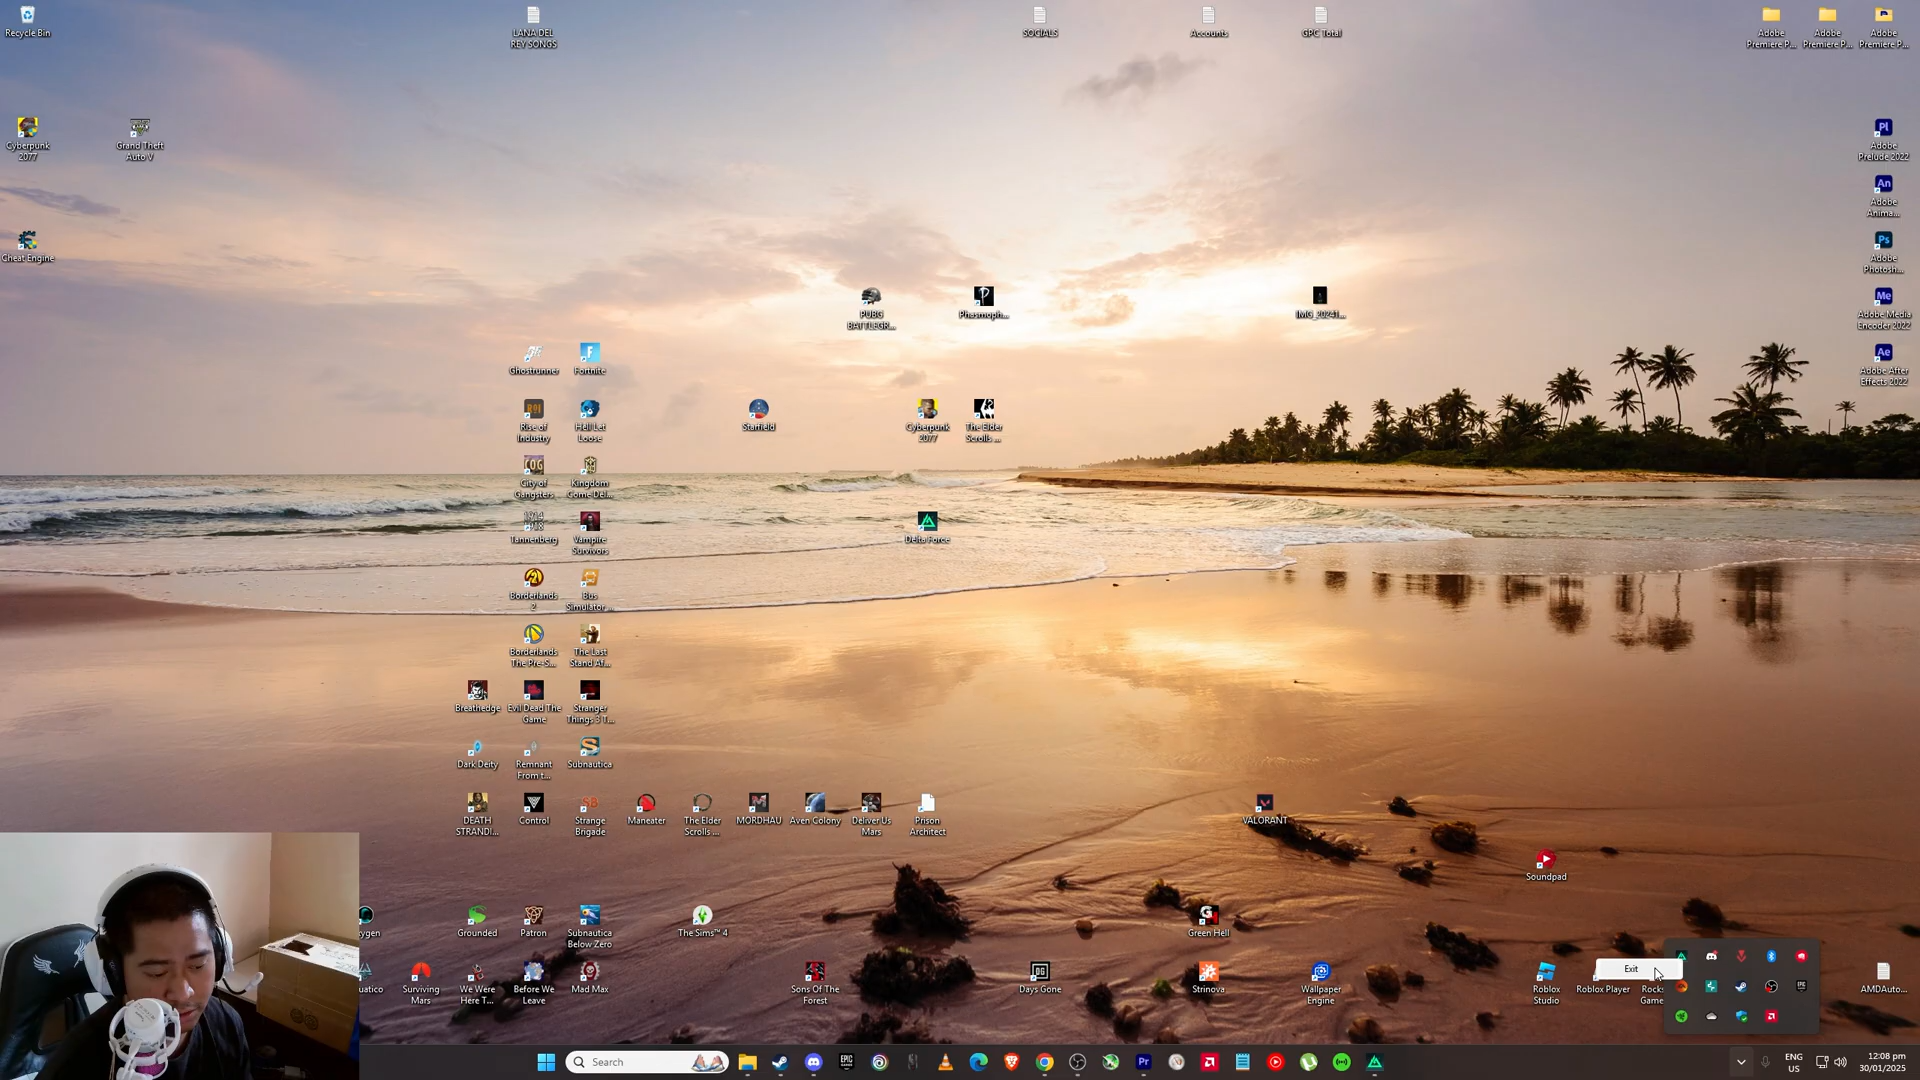 Recycle Bin
LANA DEL
REY SONGS
SOCIALS
Accounts
GPC Total
Adobe
Premiere P...
Adobe
Premiere P...
Adobe
Premiere P...
Cyberpunk
2077
Grand Theft
Auto V
Adobe
Prelude 2022
Adobe
Anima...
Cheat Engine
Adobe
Photosh...
PUBG
BATTLEGR...
Phasmoph...
IMG_20241...
Adobe Media
Encoder 2022
Ghostrunner
Fortnite
Adobe After
Effects 2022
Rise of
Industry
Hell Let
Loose
Starfield
Cyberpunk
2077
The Elder
Scrolls ...
City of
Gangsters
Kingdom
Come Del...
Tannenberg
Vampire
Survivors
Delta Force
Borderlands
2
Bus
Simulator ...
Borderlands
The Pre-S...
The Last
Stand Af...
Breathedge
Evil Dead The
Game
Stranger
Things 3 T...
Dark Deity
Remnant
From t...
Subnautica
DEATH
STRANDI...
Control
Strange
Brigade
Maneater
The Elder
Scrolls ...
MORDHAU
Aven Colony
Deliver Us
Mars
Prison
Architect
VALORANT
Soundpad
Grounded
Patron
Subnautica
Below Zero
The Sims™ 4
Green Hell
Exit
Surviving
Mars
We Were
Here T...
Before We
Leave
Mad Max
Sons Of The
Forest
Days Gone
Strinova
Wallpaper
Engine
Roblox
Studio
Roblox Player
AMDAuto...
Search
ENG
US
12:08 pm
30/01/2025